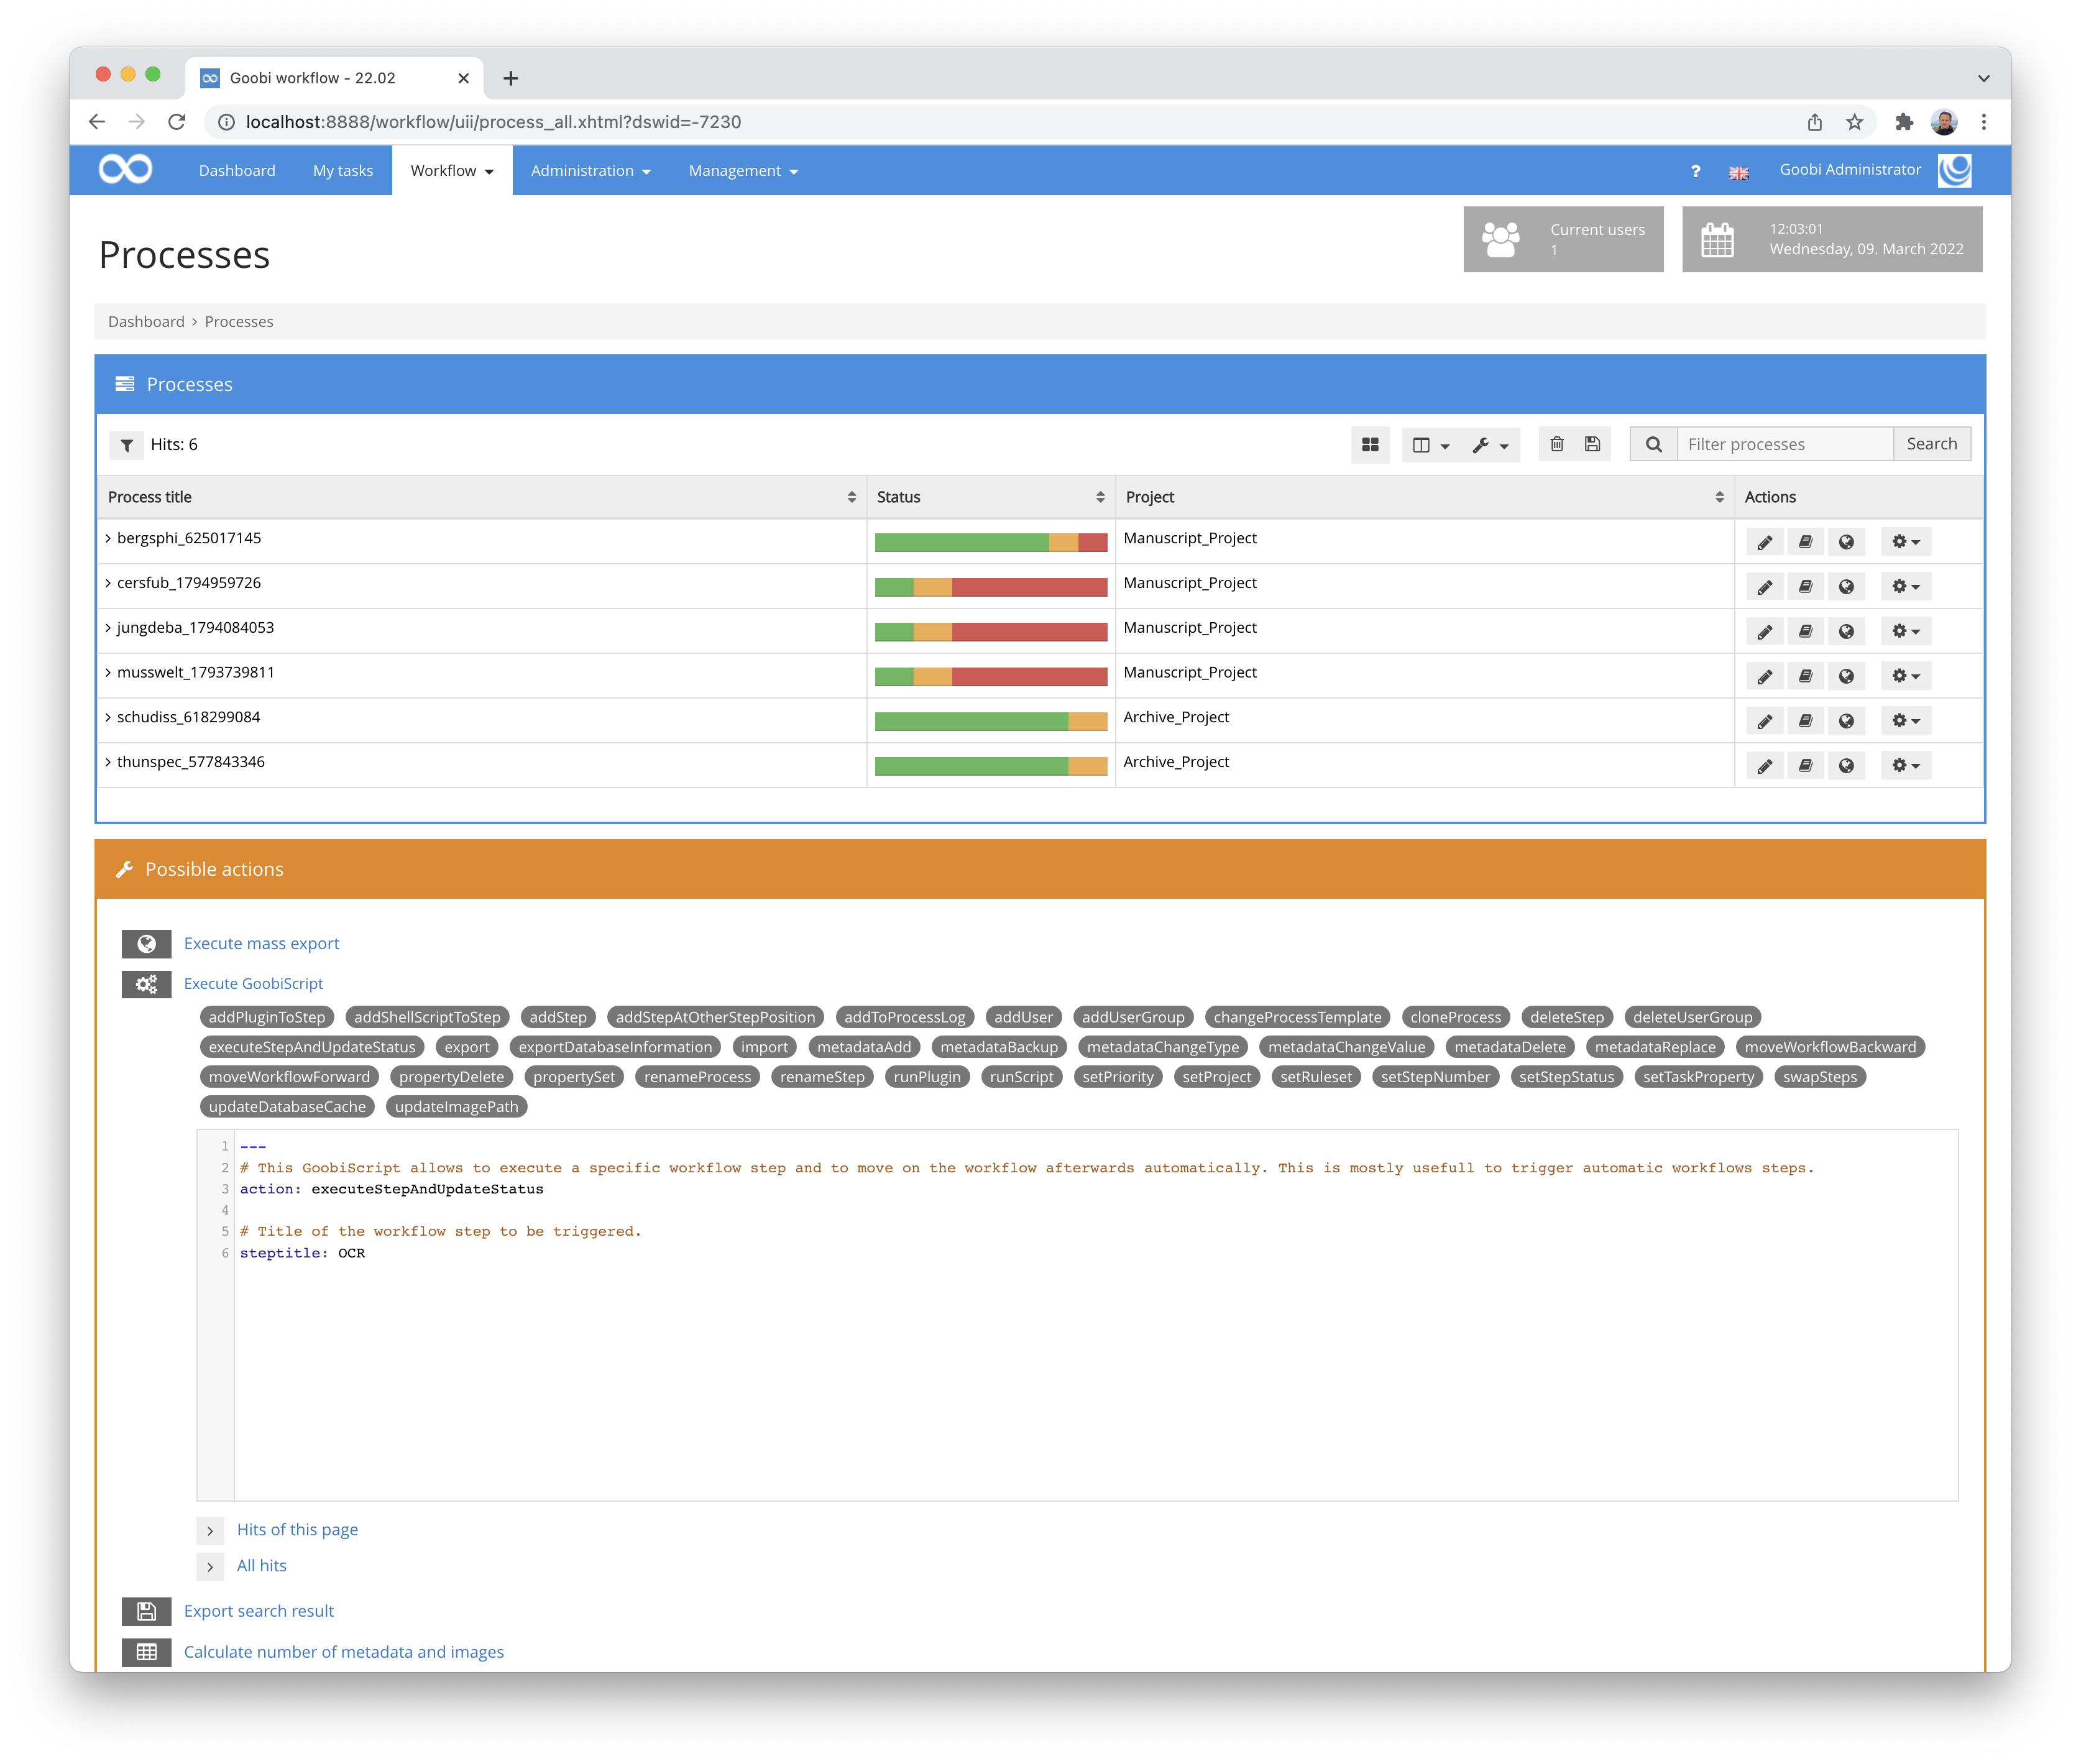 Goobi workflow - 22.02
localhost:8888/workflow/uii/process_all.xhtml?dswid=-7230
Dashboard My tasks Workflow Administration Management ? Goobi Administrator
Processes
Current users
1
12:03:01
Wednesday, 09. March 2022
Dashboard > Processes
Processes
Hits: 6 Filter processes Search
Process title Status Project Actions
bergsphi_625017145 Manuscript_Project
cersfub_1794959726 Manuscript_Project
jungdeba_1794084053 Manuscript_Project
musswelt_1793739811 Manuscript_Project
schudiss_618299084 Archive_Project
thunspec_577843346 Archive_Project
Possible actions
Execute mass export
Execute GoobiScript
addPluginToStep addShellScriptToStep addStep addStepAtOtherStepPosition addToProcessLog addUser addUserGroup changeProcessTemplate cloneProcess deleteStep deleteUserGroup
executeStepAndUpdateStatus export exportDatabaseInformation import metadataAdd metadataBackup metadataChangeType metadataChangeValue metadataDelete metadataReplace moveWorkflowBackward
moveWorkflowForward propertyDelete propertySet renameProcess renameStep runPlugin runScript setPriority setProject setRuleset setStepNumber setStepStatus setTaskProperty swapSteps
updateDatabaseCache updateImagePath
1 ---
2 # This GoobiScript allows to execute a specific workflow step and to move on the workflow afterwards automatically. This is mostly usefull to trigger automatic workflows steps.
3 action: executeStepAndUpdateStatus
4
5 # Title of the workflow step to be triggered.
6 steptitle: OCR
Hits of this page
All hits
Export search result
Calculate number of metadata and images